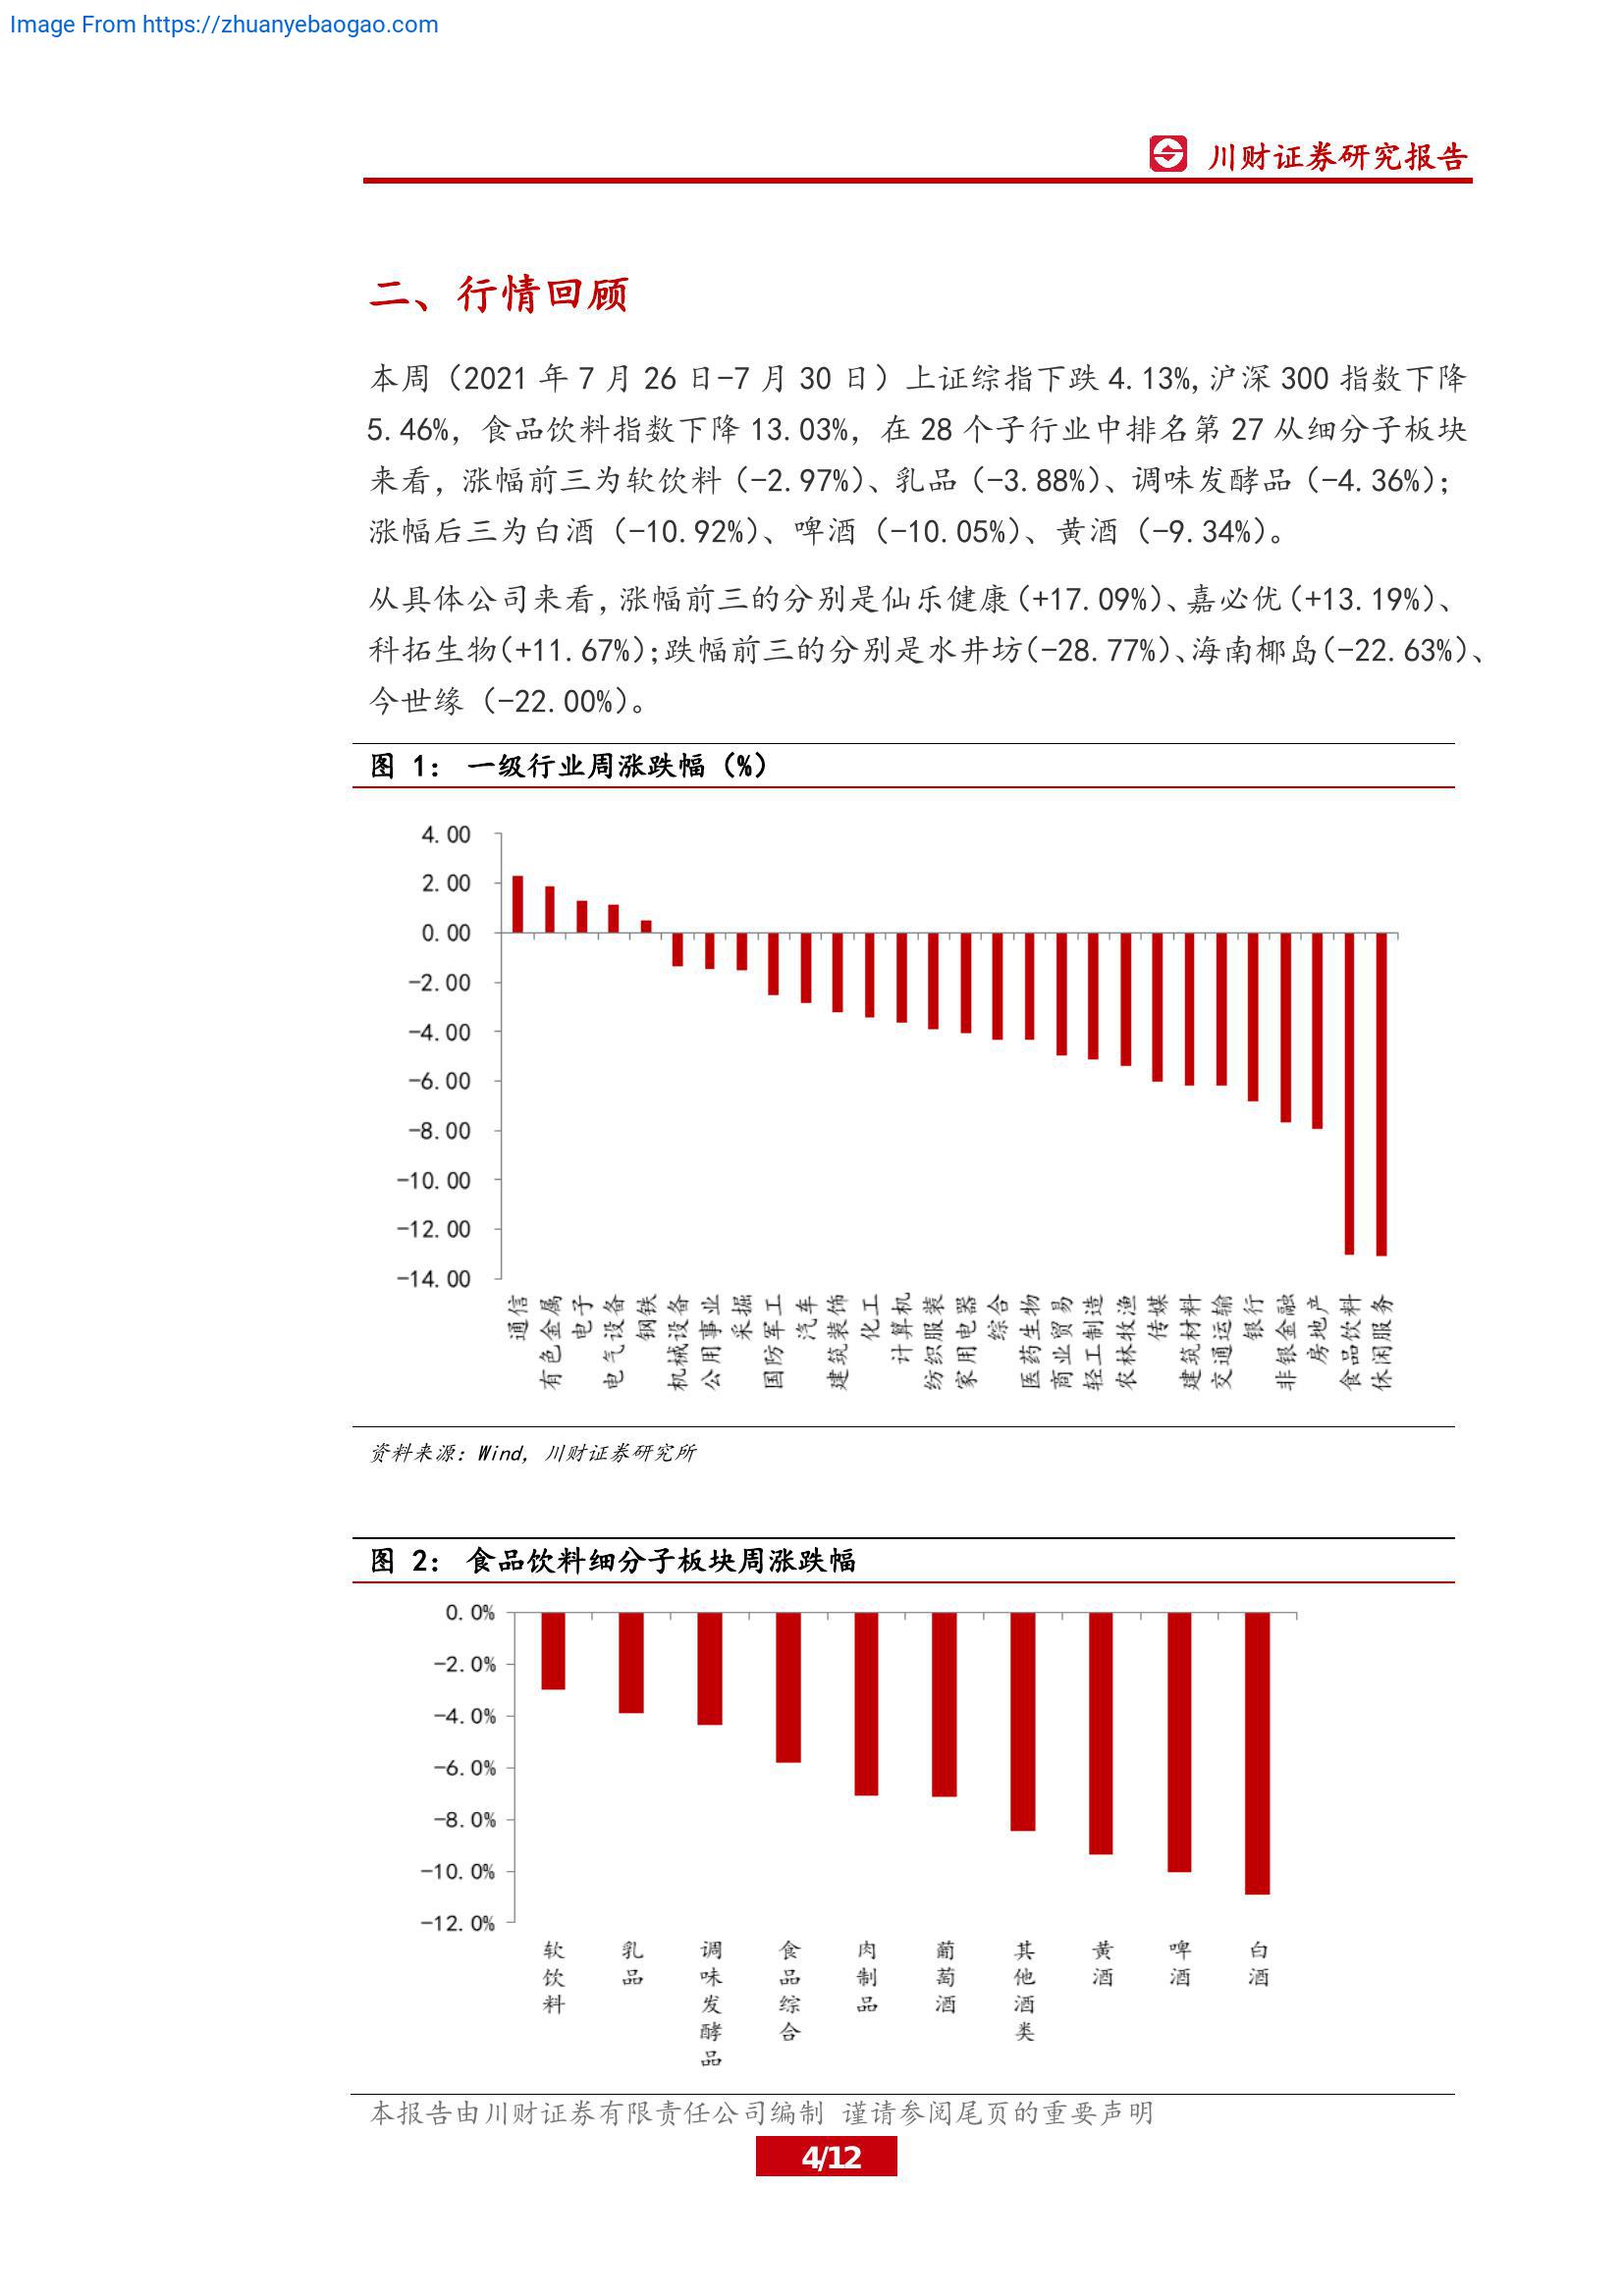 Image From https://zhuanyebaogao.com
川财证券研究报告
二、行情回顾
本周（2021 年 7 月 26 日-7 月 30 日）上证综指下跌 4.13%,沪深 300 指数下降
5.46%，食品饮料指数下降 13.03%，在 28 个子行业中排名第 27 从细分子板块
来看，涨幅前三为软饮料（-2.97%）、乳品（-3.88%）、调味发酵品（-4.36%）；
涨幅后三为白酒（-10.92%）、啤酒（-10.05%）、黄酒（-9.34%）。
从具体公司来看,涨幅前三的分别是仙乐健康(+17.09%)、嘉必优(+13.19%)、
科拓生物(+11.67%);跌幅前三的分别是水井坊(-28.77%)、海南椰岛(-22.63%)、
今世缘（-22.00%）。
图 1： 一级行业周涨跌幅（%）
4.00
2.00
0.00
-2.00
-4.00
-6.00
-8.00
-10.00
-12.00
-14.00
通信
有色金属
电子
电气设备
钢铁
机械设备
公用事业
采掘
国防军工
汽车
建筑装饰
化工
计算机
纺织服装
家用电器
综合
医药生物
商业贸易
轻工制造
农林牧渔
传媒
建筑材料
交通运输
银行
非银金融
房地产
食品饮料
休闲服务
资料来源：Wind, 川财证券研究所
图 2： 食品饮料细分子板块周涨跌幅
0.0%
-2.0%
-4.0%
-6.0%
-8.0%
-10.0%
-12.0%
软饮料
乳品
调味发酵品
食品综合
肉制品
葡萄酒
其他酒类
黄酒
啤酒
白酒
本报告由川财证券有限责任公司编制 谨请参阅尾页的重要声明
4/12